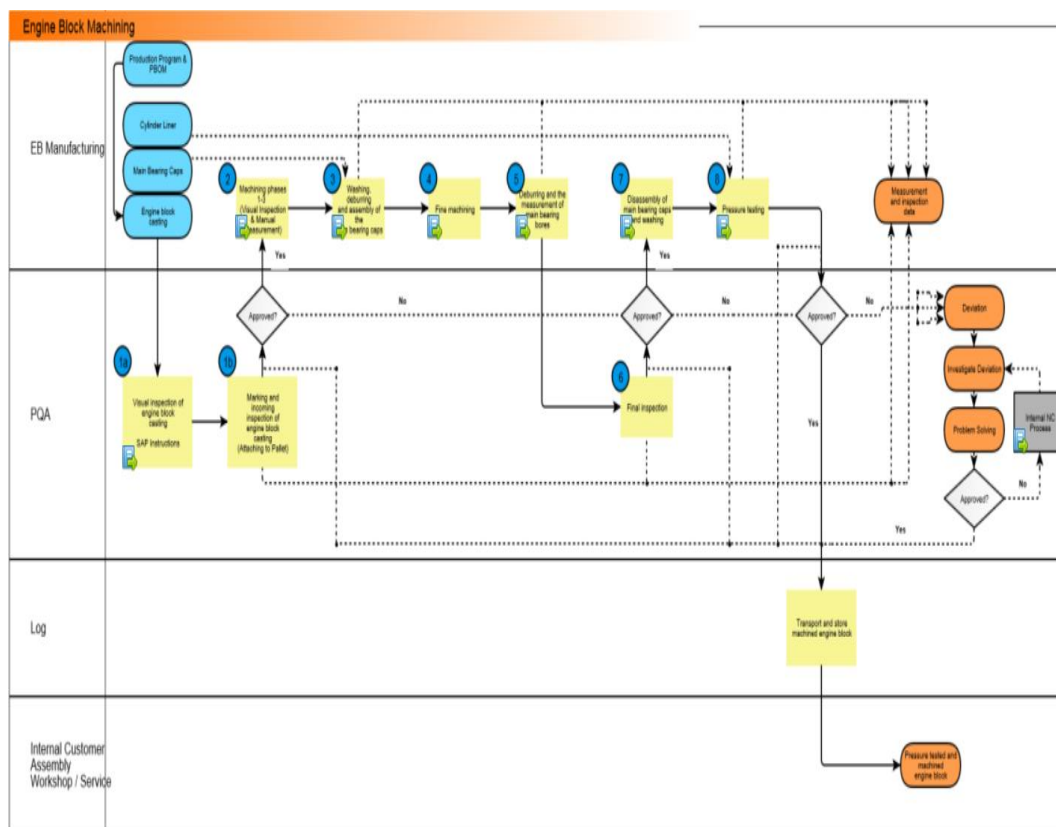 Engine Block Machining
EB Manufacturing
Production Program &
PBOM
Cylinder Liner
Main Bearing Caps
Engine block
casting
2
Machining phases
1-3
(Visual Inspection
& Manual
Measurement)
3
Washing,
deburring
and assembly of
the
bearing caps
4
Fine machining
5
Deburring and the
measurement of
main bearing
bores
7
Disassembly of
main bearing caps
and washing
8
Pressure testing
Measurement
and inspection
data
Yes
Yes
PQA
Approved?
No
Approved?
No
Approved?
No
Deviation
1a
Visual inspection of
engine block
casting
SAP Instructions
1b
Marking and
incoming
inspection of
engine block
casting
(Attaching to Pallet)
6
Final inspection
Yes
Investigate Deviation
Problem Solving
Internal NC
Process
Approved?
No
Yes
Log
Transport and store
machined engine block
Internal Customer
Assembly
Workshop / Service
Pressure tested and
machined
engine block